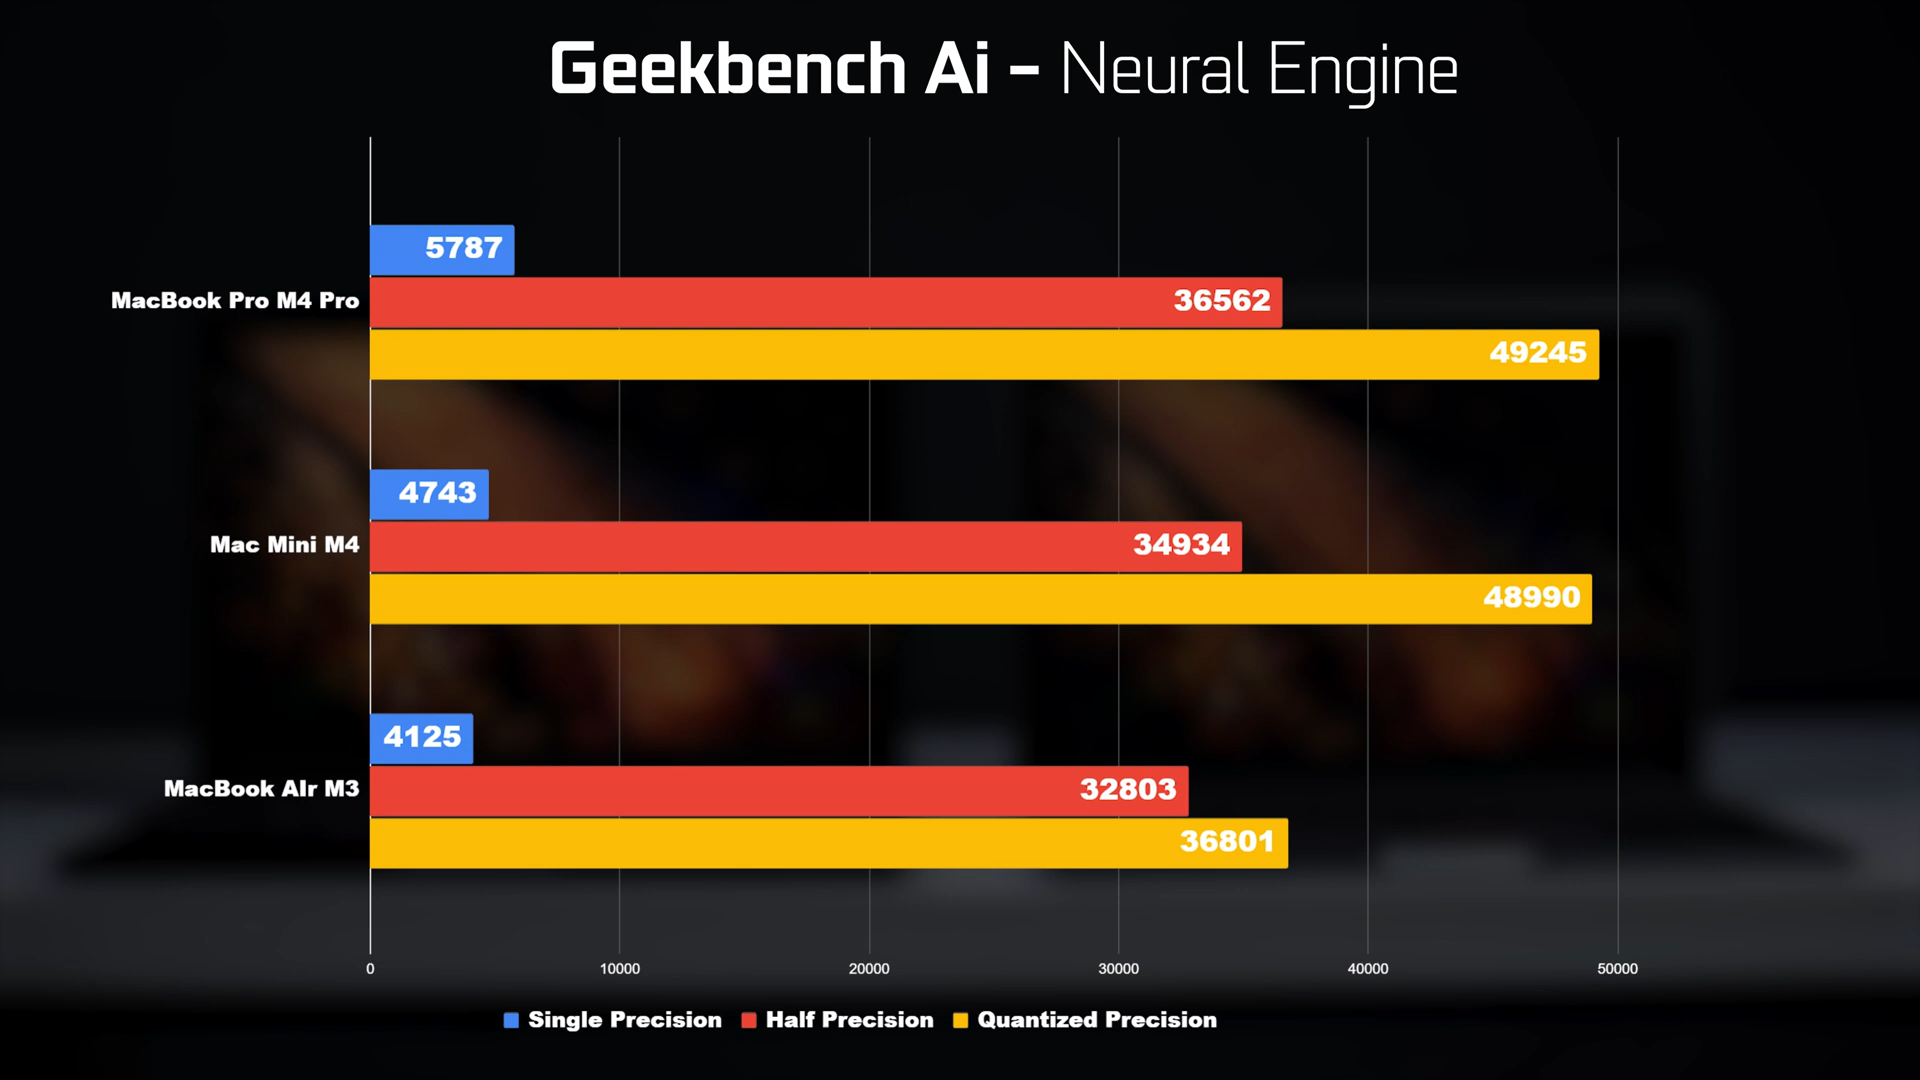 Geekbench Ai - Neural Engine
5787
MacBook Pro M4 Pro
36562
49245
4743
Mac Mini M4
34934
48990
4125
MacBook AIr M3
32803
36801
0 10000 20000 30000 40000 50000
Single Precision Half Precision Quantized Precision